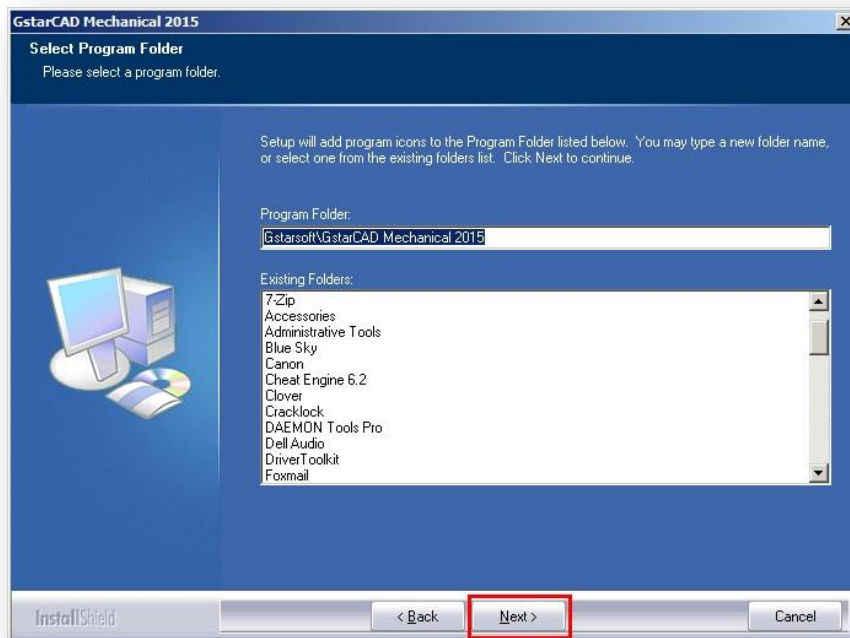 GstarCAD Mechanical 2015
Select Program Folder
Please select a program folder.
Setup will add program icons to the Program Folder listed below. You may type a new folder name,
or select one from the existing folders list. Click Next to continue.
Program Folder:
Gstarsoft\GstarCAD Mechanical 2015
Existing Folders:
7-Zip
Accessories
Administrative Tools
Blue Sky
Canon
Cheat Engine 6.2
Clover
Cracklock
DAEMON Tools Pro
Dell Audio
DriverToolkit
Foxmail
InstallShield
< Back
Next >
Cancel